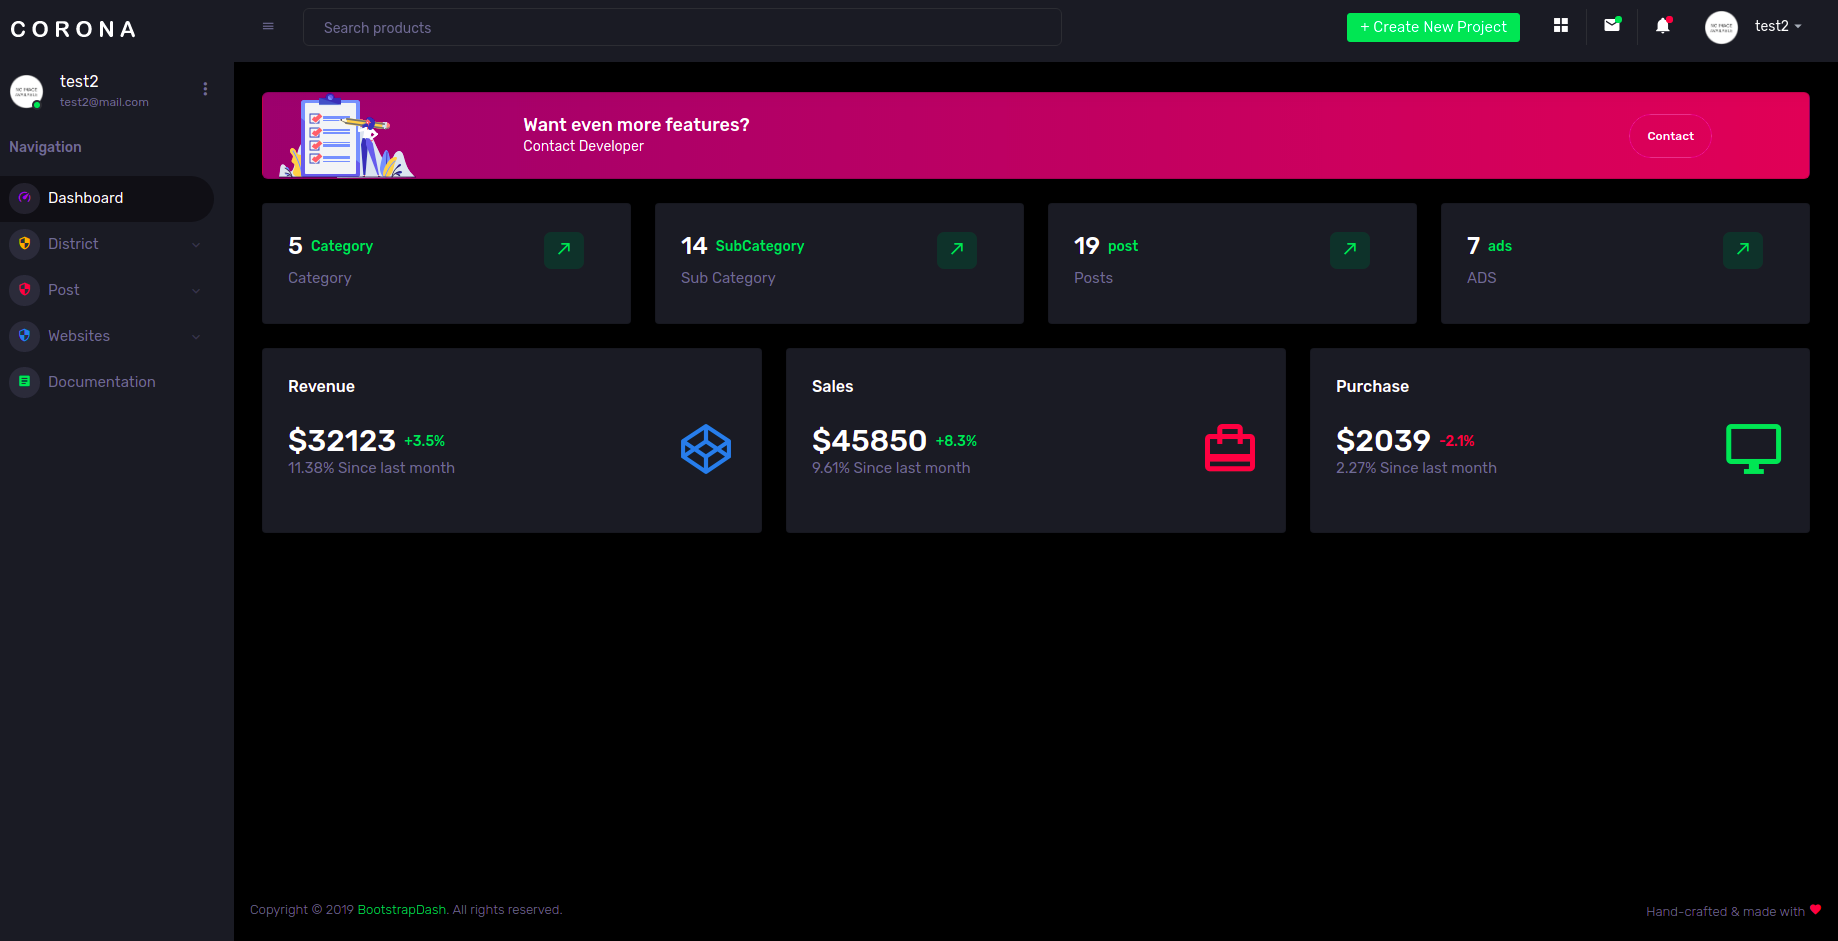 CORONA
Search products
+ Create New Project
test2
test2
test2@mail.com
Navigation
Dashboard
District
Post
Websites
Documentation
Want even more features?
Contact Developer
Contact
5 Category
Category
14 SubCategory
Sub Category
19 post
Posts
7 ads
ADS
Revenue
$32123 +3.5%
11.38% Since last month
Sales
$45850 +8.3%
9.61% Since last month
Purchase
$2039 -2.1%
2.27% Since last month
Copyright © 2019 BootstrapDash. All rights reserved.
Hand-crafted & made with